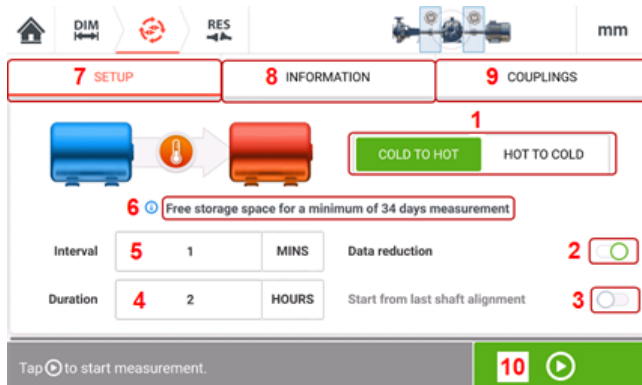 DIM RES mm
7 SETUP 8 INFORMATION 9 COUPLINGS
1
COLD TO HOT HOT TO COLD
6 Free storage space for a minimum of 34 days measurement
Interval 5 1 MINS Data reduction 2
Duration 4 2 HOURS Start from last shaft alignment 3
Tap to start measurement. 10